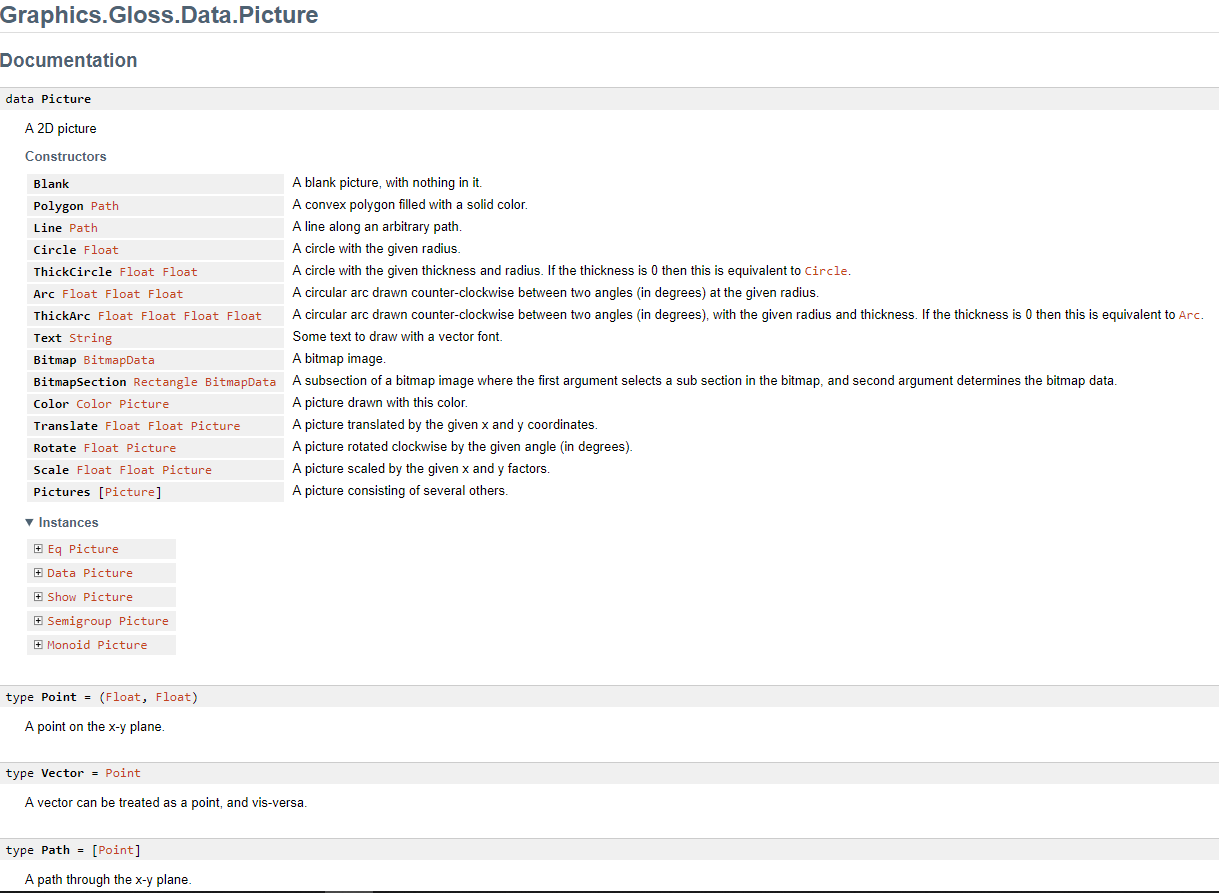 Graphics.Gloss.Data.Picture
Documentation
data Picture
A 2D picture
Constructors
Blank A blank picture, with nothing in it.
Polygon Path A convex polygon filled with a solid color.
Line Path A line along an arbitrary path.
Circle Float A circle with the given radius.
ThickCircle Float Float A circle with the given thickness and radius. If the thickness is 0 then this is equivalent to Circle.
Arc Float Float Float A circular arc drawn counter-clockwise between two angles (in degrees) at the given radius.
ThickArc Float Float Float Float A circular arc drawn counter-clockwise between two angles (in degrees), with the given radius and thickness. If the thickness is 0 then this is equivalent to Arc.
Text String Some text to draw with a vector font.
Bitmap BitmapData A bitmap image.
BitmapSection Rectangle BitmapData A subsection of a bitmap image where the first argument selects a sub section in the bitmap, and second argument determines the bitmap data.
Color Color Picture A picture drawn with this color.
Translate Float Float Picture A picture translated by the given x and y coordinates.
Rotate Float Picture A picture rotated clockwise by the given angle (in degrees).
Scale Float Float Picture A picture scaled by the given x and y factors.
Pictures [Picture] A picture consisting of several others.
Instances
Eq Picture
Data Picture
Show Picture
Semigroup Picture
Monoid Picture
type Point = (Float, Float)
A point on the x-y plane.
type Vector = Point
A vector can be treated as a point, and vis-versa.
type Path = [Point]
A path through the x-y plane.